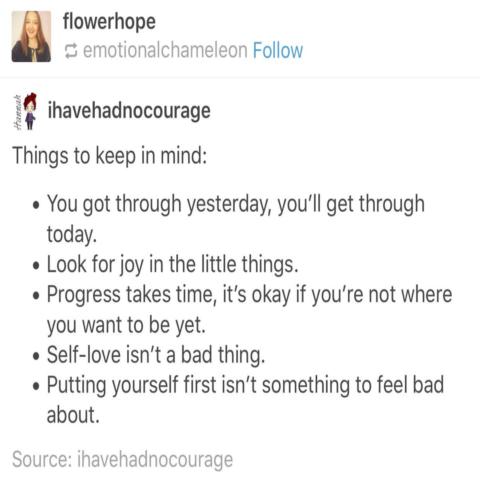 flowerhope
emotionalchameleon Follow
Hannah
ihavehadnocourage
Things to keep in mind:
• You got through yesterday, you'll get through
today.
• Look for joy in the little things.
• Progress takes time, it's okay if you're not where
you want to be yet.
• Self-love isn't a bad thing.
• Putting yourself first isn't something to feel bad
about.
Source: ihavehadnocourage